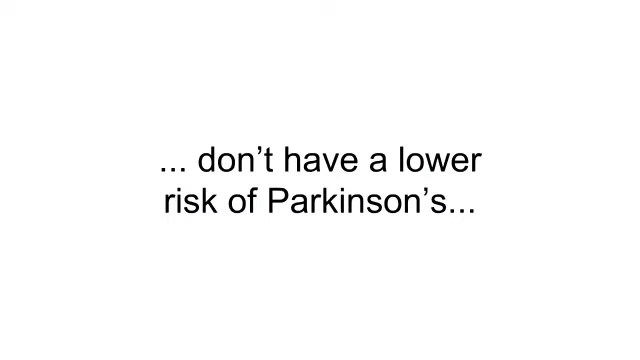 ... don’t have a lower
risk of Parkinson’s...